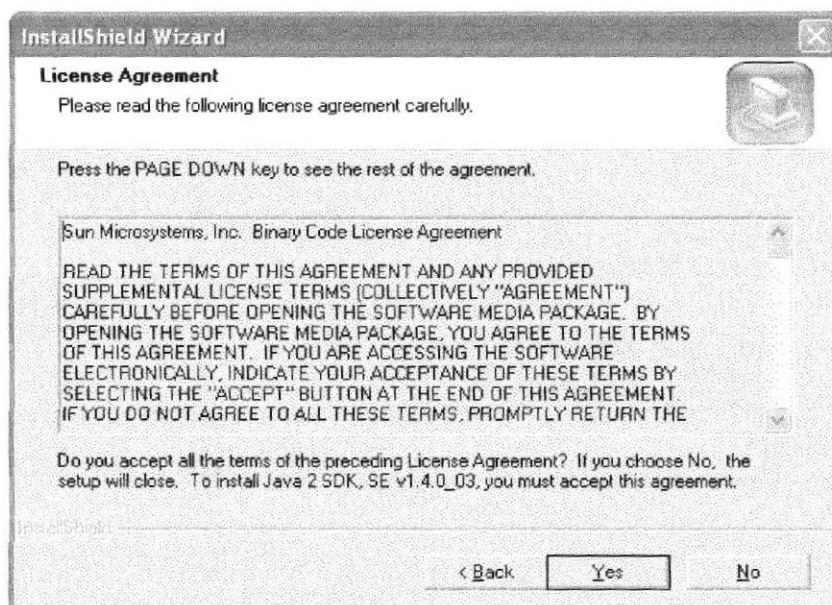 InstallShield Wizard
License Agreement
Please read the following license agreement carefully.
Press the PAGE DOWN key to see the rest of the agreement.
Sun Microsystems, Inc.  Binary Code License Agreement
READ THE TERMS OF THIS AGREEMENT AND ANY PROVIDED
SUPPLEMENTAL LICENSE TERMS (COLLECTIVELY "AGREEMENT")
CAREFULLY BEFORE OPENING THE SOFTWARE MEDIA PACKAGE.  BY
OPENING THE SOFTWARE MEDIA PACKAGE, YOU AGREE TO THE TERMS
OF THIS AGREEMENT.  IF YOU ARE ACCESSING THE SOFTWARE
ELECTRONICALLY, INDICATE YOUR ACCEPTANCE OF THESE TERMS BY
SELECTING THE "ACCEPT" BUTTON AT THE END OF THIS AGREEMENT.
IF YOU DO NOT AGREE TO ALL THESE TERMS, PROMPTLY RETURN THE
Do you accept all the terms of the preceding License Agreement?  If you choose No,  the
setup will close.  To install Java 2 SDK, SE v1.4.0_03, you must accept this agreement.
InstallShield
< Back
Yes
No